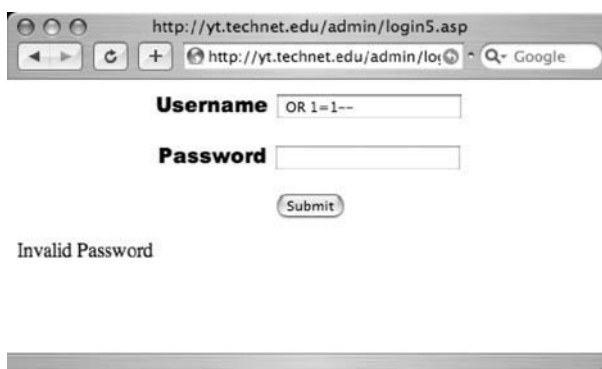 http://yt.technet.edu/admin/login5.asp
http://yt.technet.edu/admin/log Google
Username OR 1=1--
Password
Submit
Invalid Password